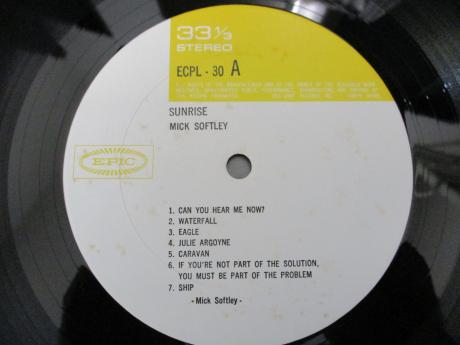 33 1/3
STEREO
ECPL - 30 A
SUNRISE
MICK SOFTLEY
EPIC
1. CAN YOU HEAR ME NOW?
2. WATERFALL
3. EAGLE
4. JULIE ARGOYNE
5. CARAVAN
6. IF YOU'RE NOT PART OF THE SOLUTION,
YOU MUST BE PART OF THE PROBLEM
7. SHIP
- Mick Softley -